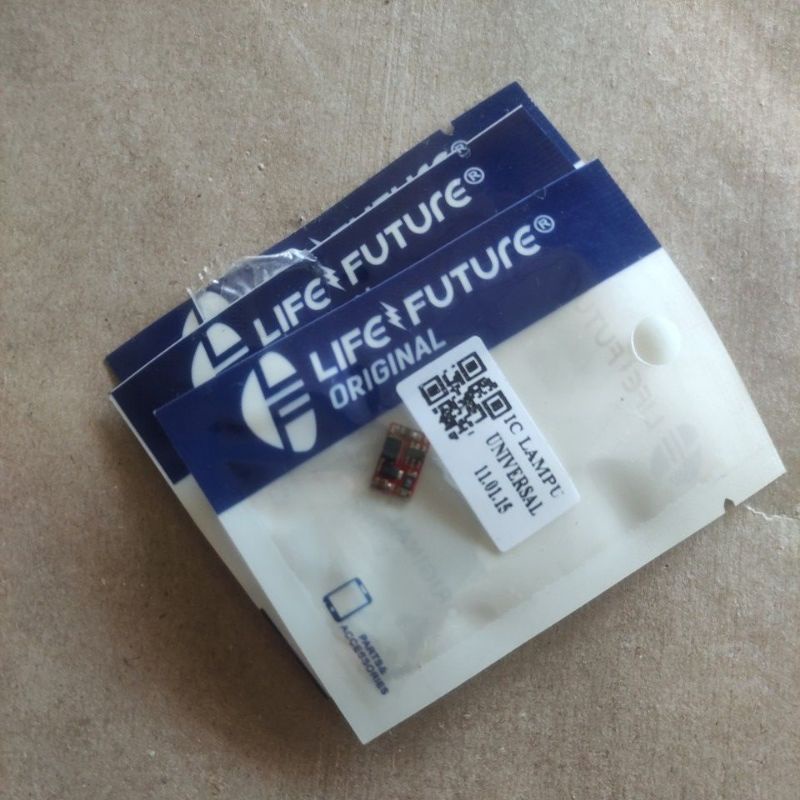 LIFE FUTURE®
LIFE FUTURE®
ORIGINAL
IC LAMPU
UNIVERSAL
11.01.15
PARTS&
ACCESSORIES